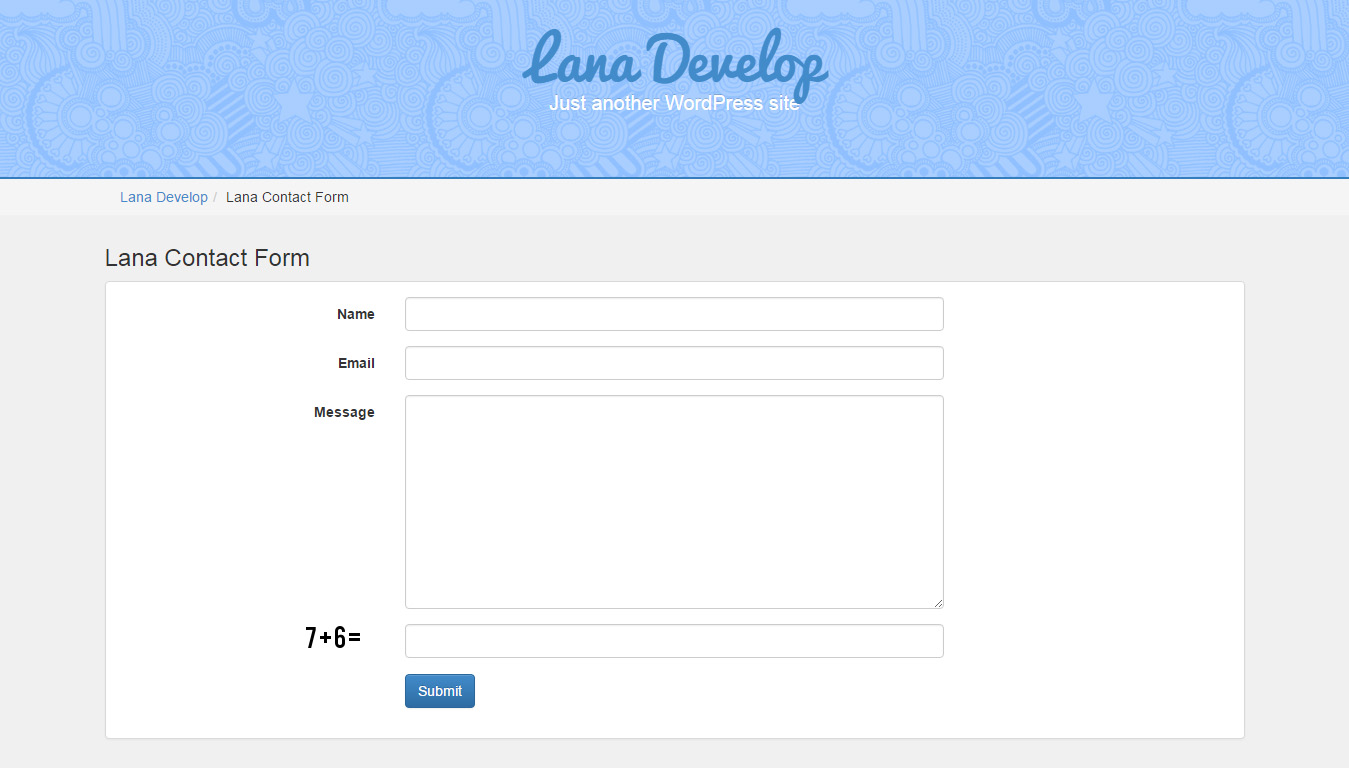 Lana Develop
Just another WordPress site
Lana Develop / Lana Contact Form
Lana Contact Form
Name
Email
Message
7+6=
Submit